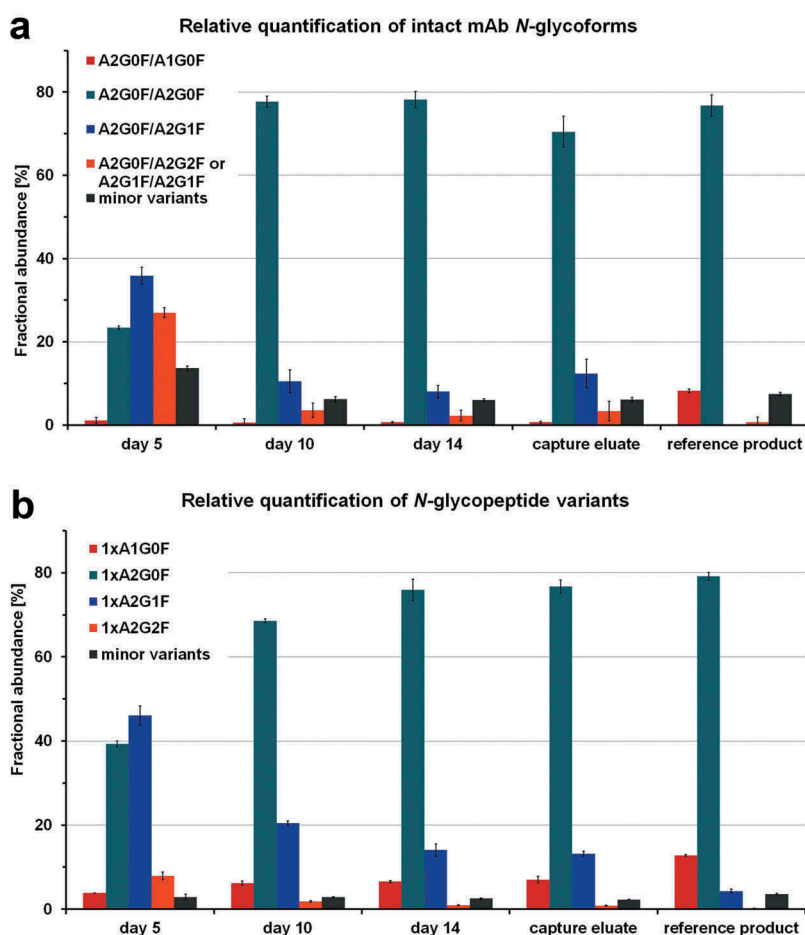 a
Relative quantification of intact mAb N-glycoforms
Fractional abundance [%]
80
60
40
20
0
A2G0F/A1G0F
A2G0F/A2G0F
A2G0F/A2G1F
A2G0F/A2G2F or
A2G1F/A2G1F
minor variants
day 5
day 10
day 14
capture eluate
reference product
b
Relative quantification of N-glycopeptide variants
Fractional abundance [%]
80
60
40
20
0
1xA1G0F
1xA2G0F
1xA2G1F
1xA2G2F
minor variants
day 5
day 10
day 14
capture eluate
reference product